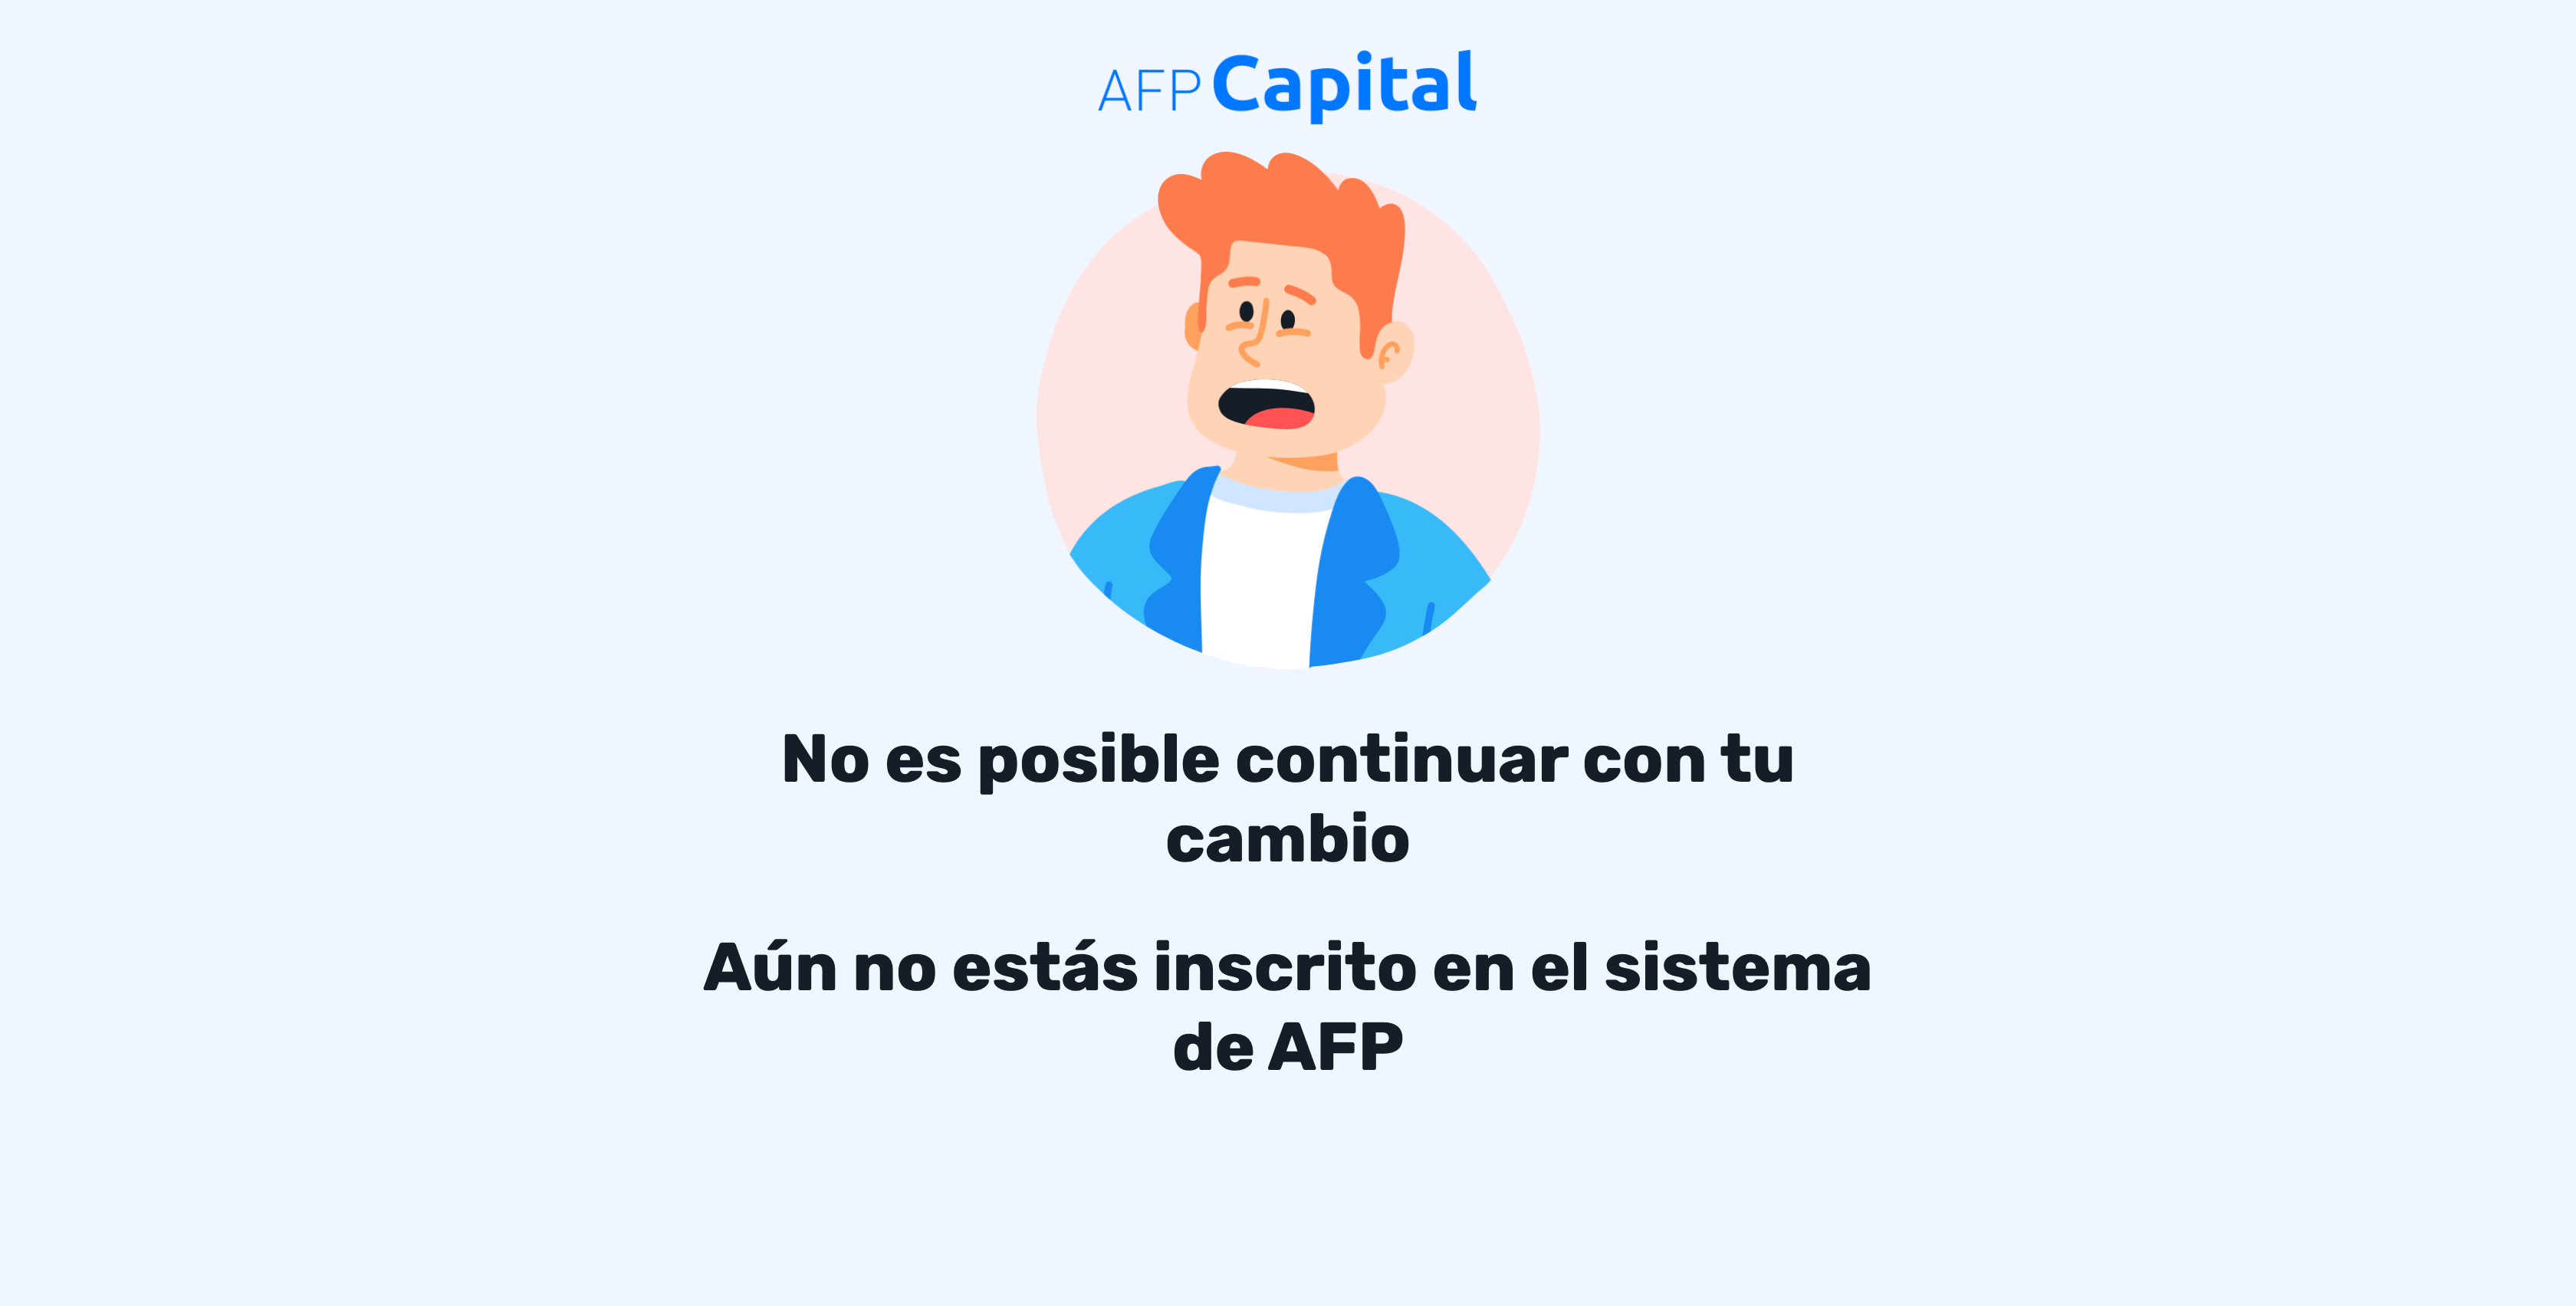 AFP Capital
No es posible continuar con tu
cambio
Aún no estás inscrito en el sistema
de AFP